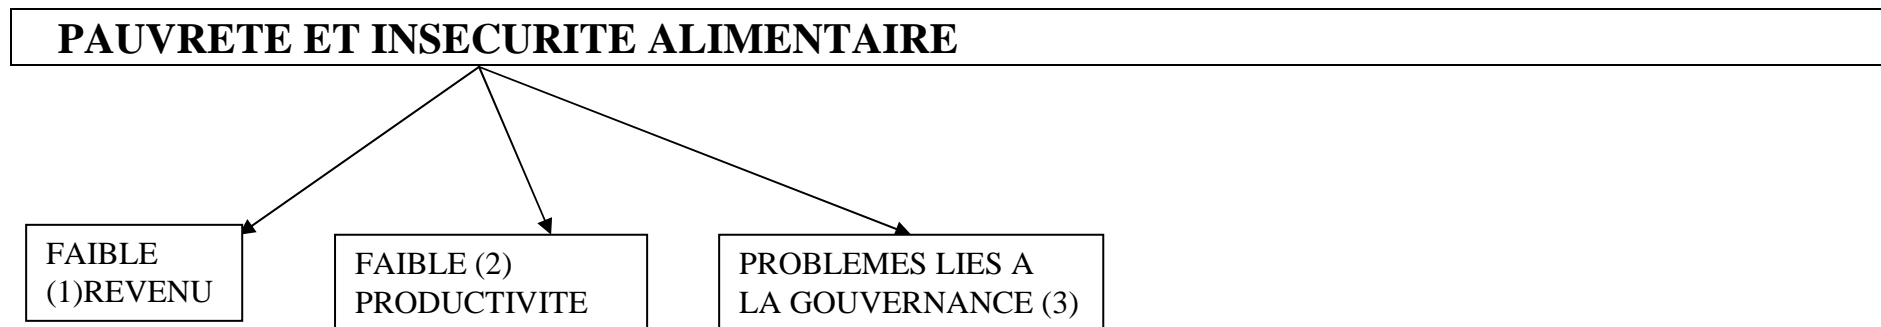 PAUVRETE ET INSECURITE ALIMENTAIRE
FAIBLE
(1)REVENU
FAIBLE (2)
PRODUCTIVITE
PROBLEMES LIES A
LA GOUVERNANCE (3)